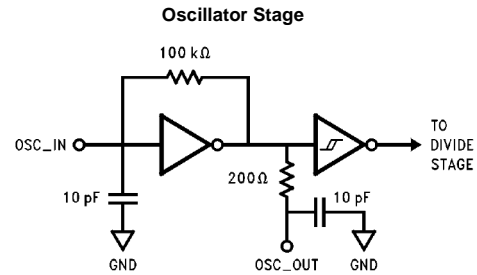 Oscillator Stage
100 kΩ
OSC_IN
TO
DIVIDE
STAGE
200Ω
10 pF
10 pF
GND
OSC_OUT
GND